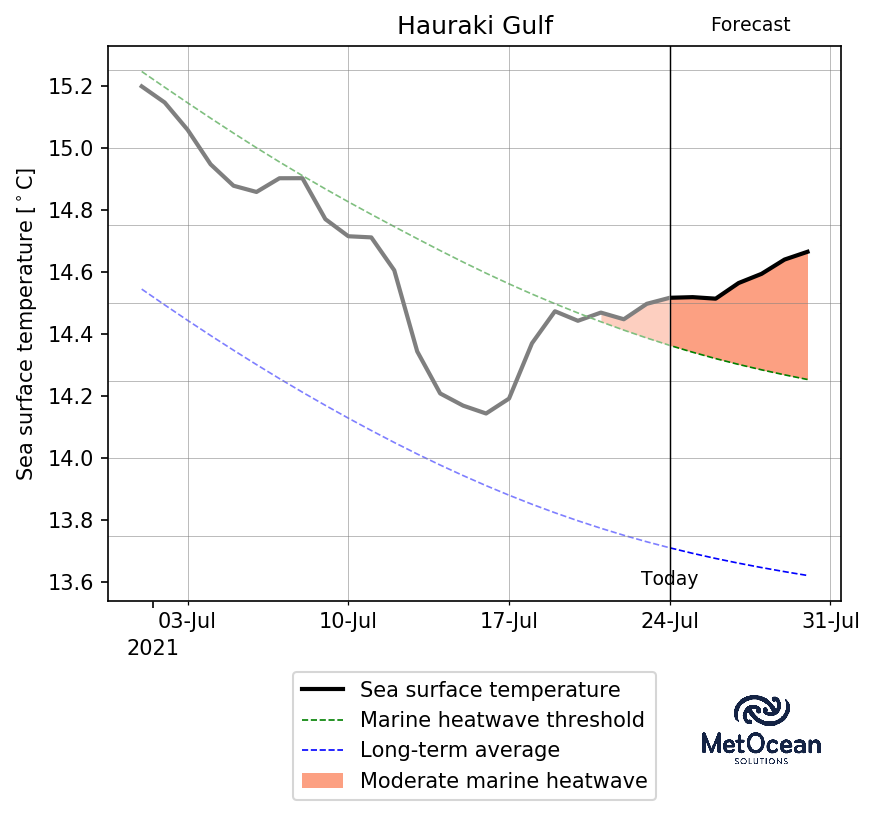 Hauraki Gulf
Forecast
Sea surface temperature [°C]
15.2
15.0
14.8
14.6
14.4
14.2
14.0
13.8
13.6
Today
03-Jul
10-Jul
17-Jul
24-Jul
31-Jul
2021
Sea surface temperature
Marine heatwave threshold
Long-term average
Moderate marine heatwave
MetOcean
SOLUTIONS